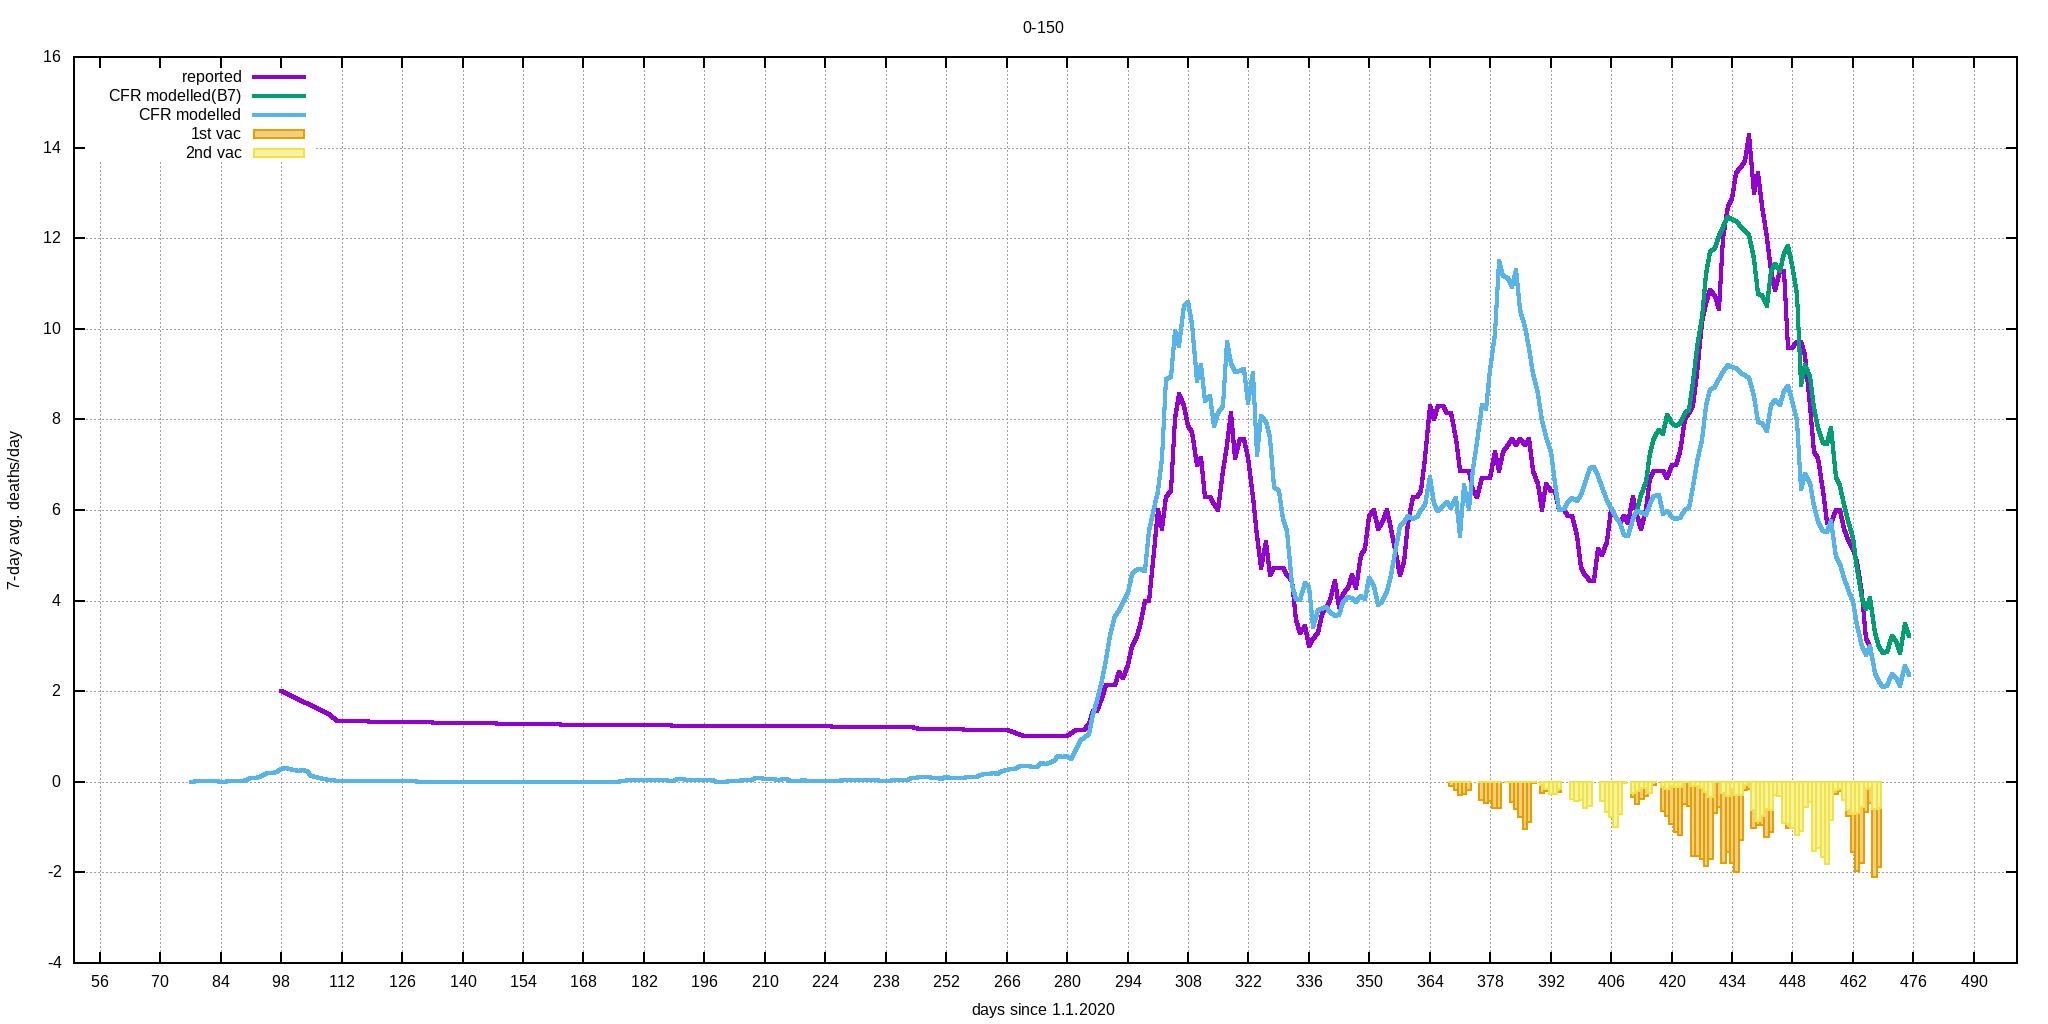 0-150
16
14
12
10
8
6
4
2
0
-2
-4
7-day avg. deaths/day
reported
CFR modelled(B7)
CFR modelled
1st vac
2nd vac
56 70 84 98 112 126 140 154 168 182 196 210 224 238 252 266 280 294 308 322 336 350 364 378 392 406 420 434 448 462 476 490
days since 1.1.2020